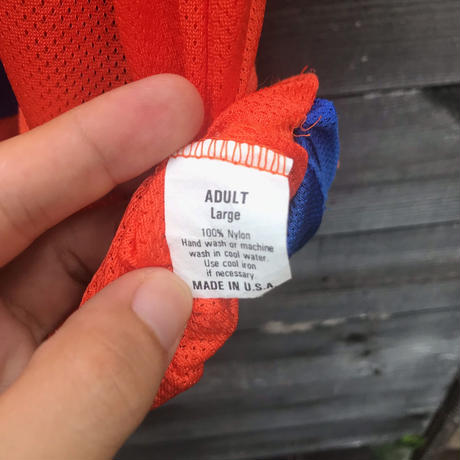 ADULT
Large
100% Nylon
Hand wash or machine
wash in cool water.
Use cool iron
if necessary.
MADE IN U.S.A